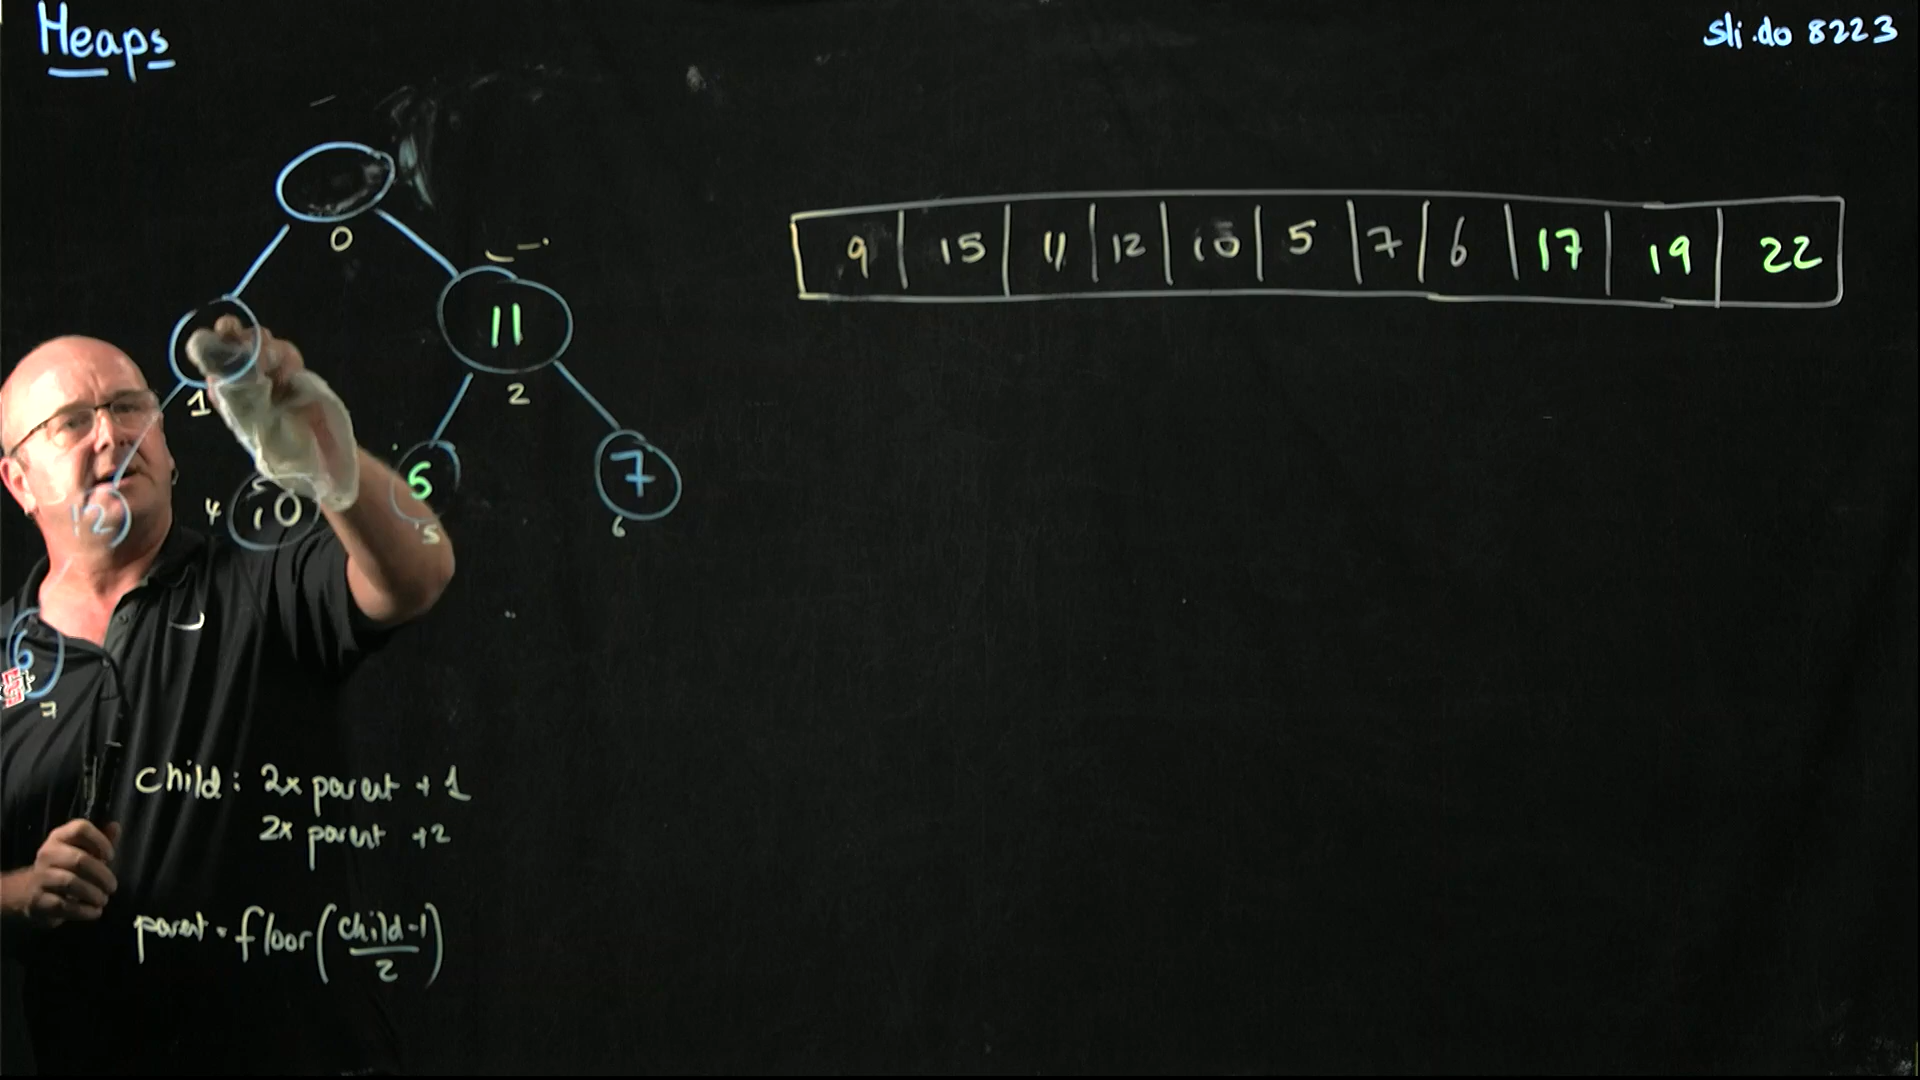 Heaps
sli.do 8223
0
9 15 11 12 10 5 7 6 17 19 22
11
1
2
12
4
10
5
7
5
6
6
7
child: 2x parent + 1
2x parent +2
parent = floor(child-1
2)